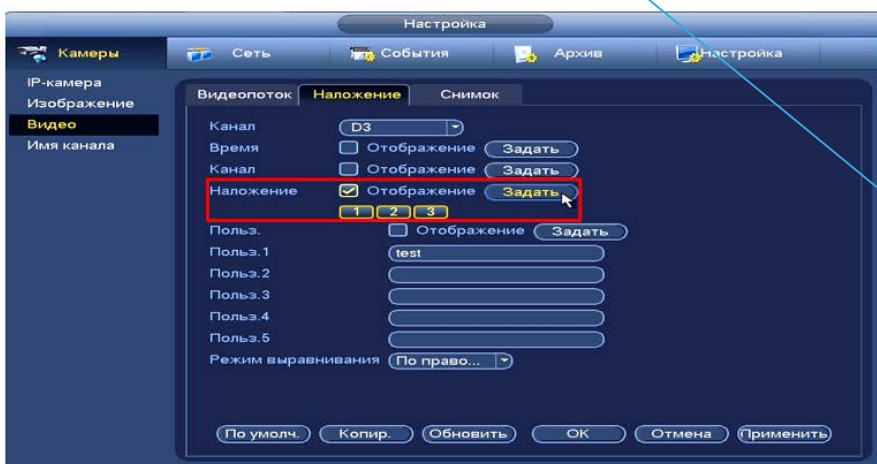 Настройка
Камеры Сеть События Архив Настройка
IP-камера
Изображение
Видео
Имя канала
Видеопоток Наложение Снимок
Канал D3
Время Отображение Задать
Канал Отображение Задать
Наложение Отображение Задать
1 2 3
Польз. Отображение Задать
Польз.1 test
Польз.2
Польз.3
Польз.4
Польз.5
Режим выравнивания По право...
По умолч. Копир. Обновить ОК Отмена Применить